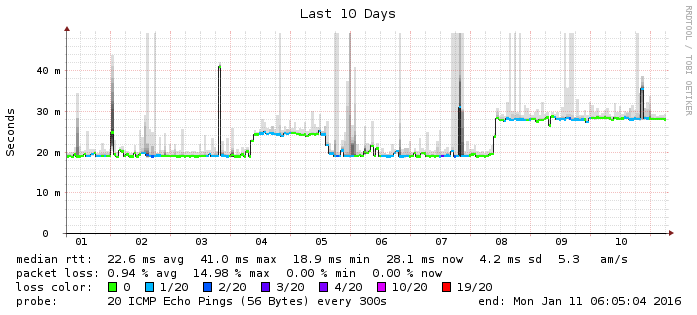 Last 10 Days
RRDTOOL / TOBI OETIKER
Seconds
40 m
30 m
20 m
10 m
0
01 02 03 04 05 06 07 08 09 10
median rtt: 22.6 ms avg 41.0 ms max 18.9 ms min 28.1 ms now 4.2 ms sd 5.3 am/s
packet loss: 0.94 % avg 14.98 % max 0.00 % min 0.00 % now
loss color: 0 1/20 2/20 3/20 4/20 10/20 19/20
probe: 20 ICMP Echo Pings (56 Bytes) every 300s end: Mon Jan 11 06:05:04 2016